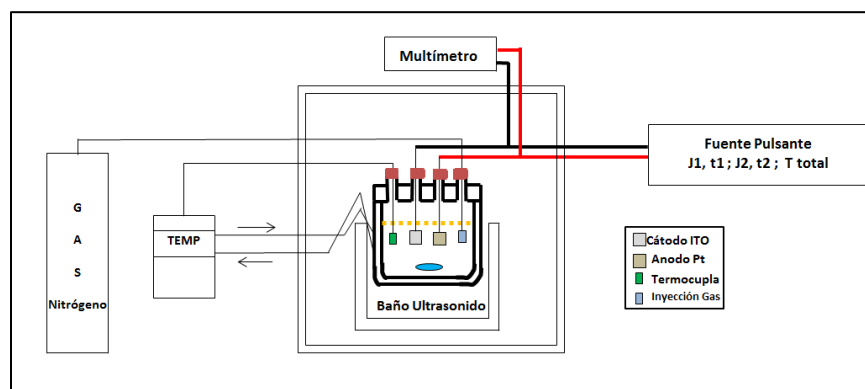 Multímetro
Fuente Pulsante
J1, t1 ; J2, t2 ; T total
G
A
S
Nitrógeno
TEMP
Baño Ultrasonido
Cátodo ITO
Anodo Pt
Termocupla
Inyección Gas